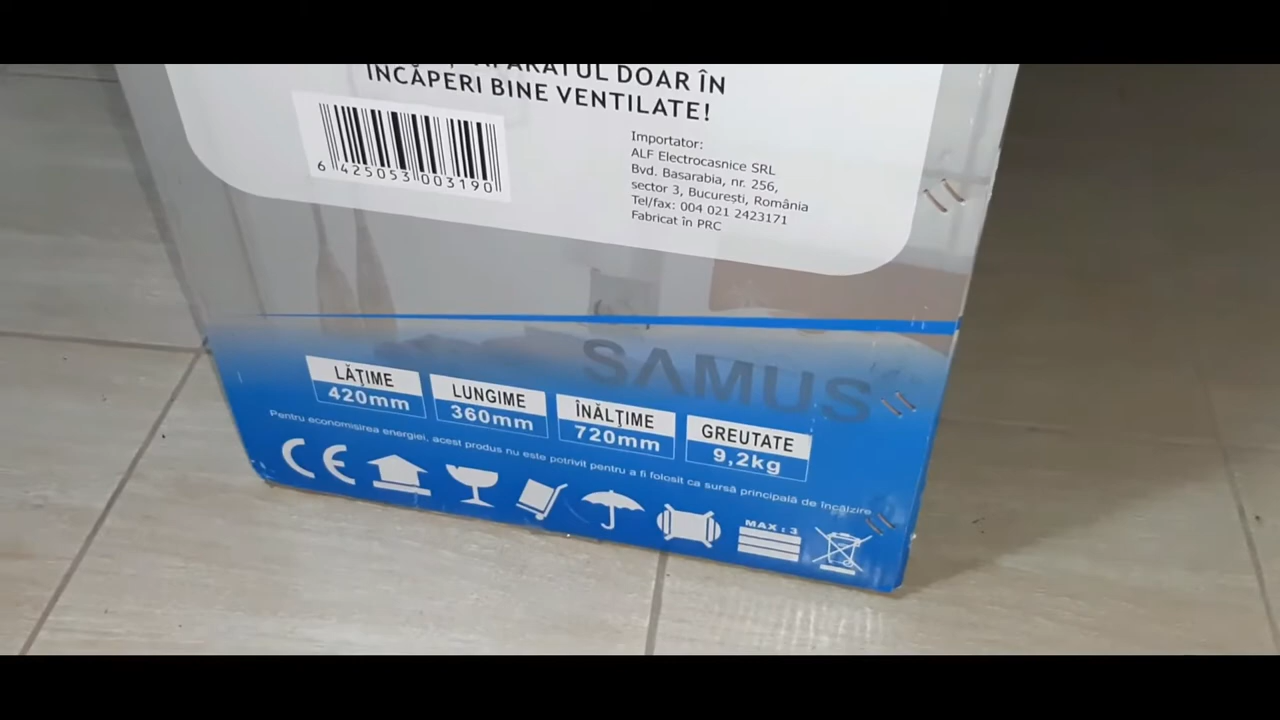 APARATUL DOAR ÎN
ÎNCĂPERI BINE VENTILATE!
6 425053 003190
Importator:
ALF Electrocasnice SRL
Bvd. Basarabia, nr. 256,
sector 3, București, România
Tel/fax: 004 021 2423171
Fabricat în PRC
SAMUS
LĂȚIME
420mm
LUNGIME
360mm
ÎNĂLȚIME
720mm
GREUTATE
9,2kg
Pentru economisirea energiei, acest produs nu este potrivit pentru a fi folosit ca sursă principală de încălzire
CE
MAX : 3